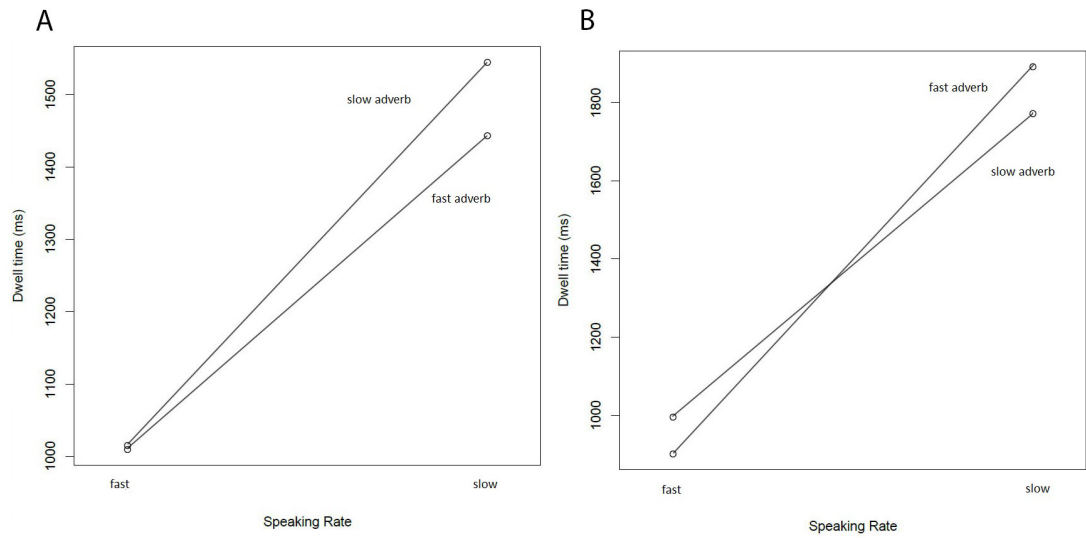 A
1500
1400
1300
1200
1100
1000
Dwell time (ms)
slow adverb
fast adverb
fast
slow
Speaking Rate
B
1800
1600
1400
1200
1000
Dwell time (ms)
fast adverb
slow adverb
fast
slow
Speaking Rate